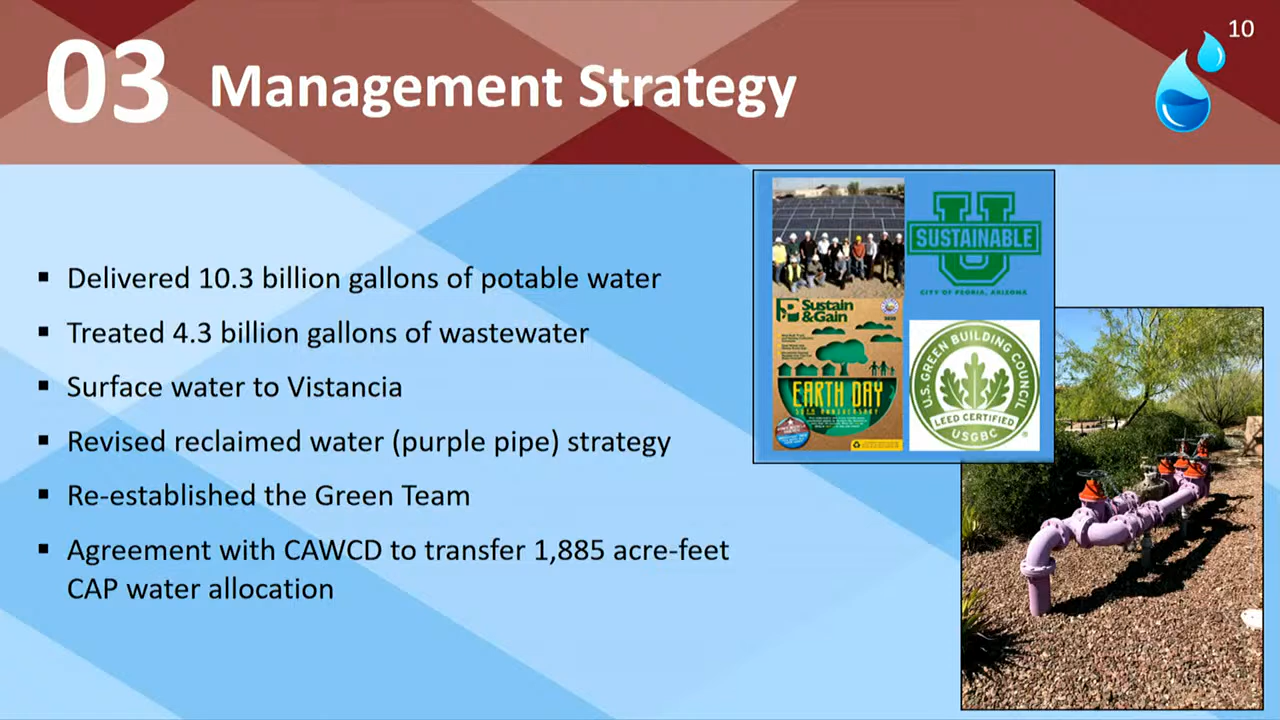 10
03 Management Strategy
▪ Delivered 10.3 billion gallons of potable water
▪ Treated 4.3 billion gallons of wastewater
▪ Surface water to Vistancia
▪ Revised reclaimed water (purple pipe) strategy
▪ Re-established the Green Team
▪ Agreement with CAWCD to transfer 1,885 acre-feet
CAP water allocation
U
SUSTAINABLE
CITY OF PEORIA, ARIZONA
Sustain
&Gain
EARTH DAY
50TH ANNIVERSARY
U.S. GREEN BUILDING COUNCIL
LEED CERTIFIED
USGBC